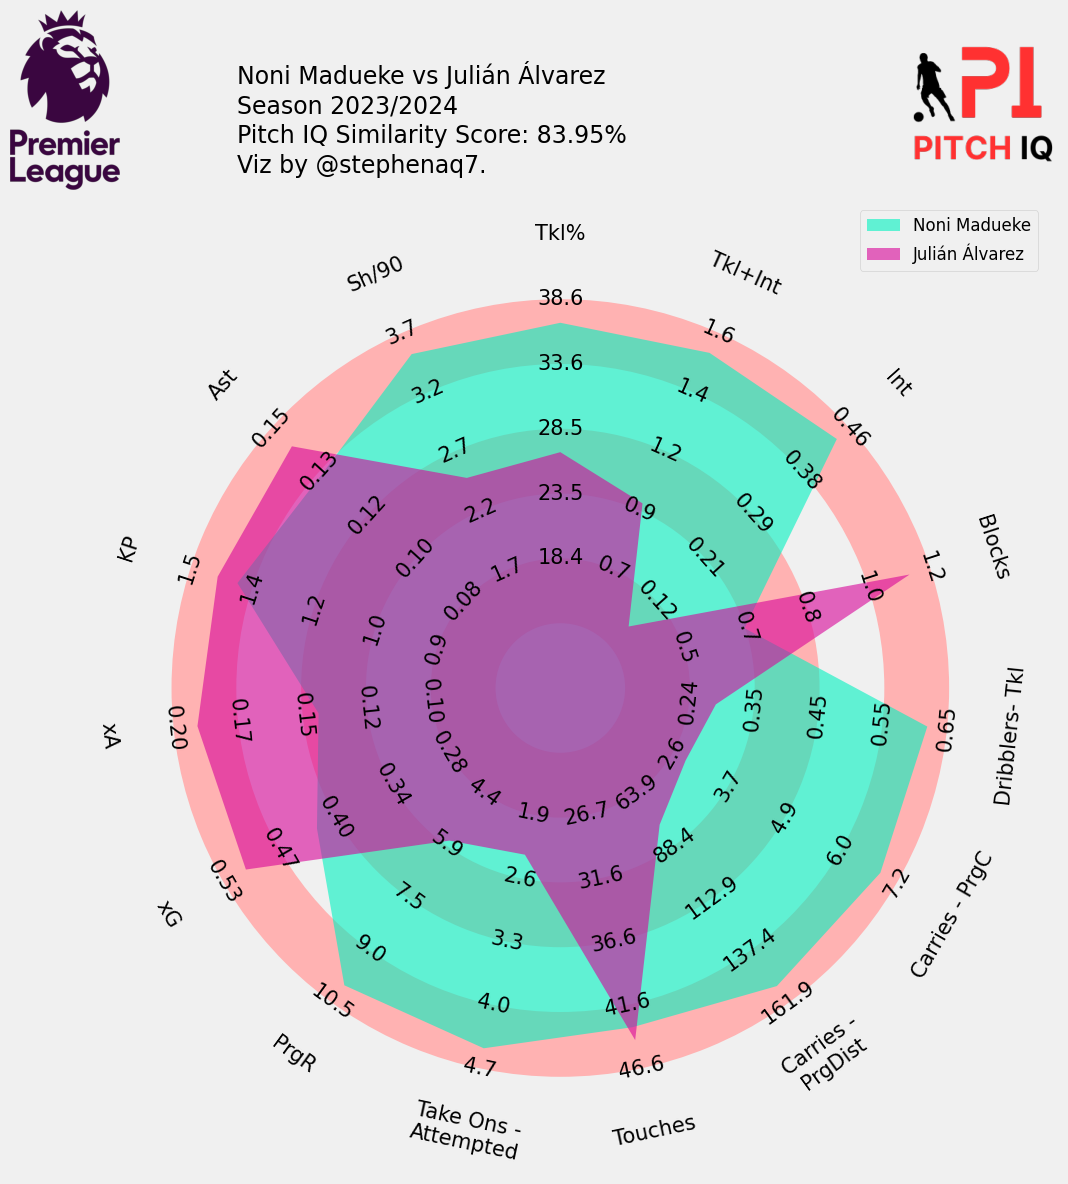 Noni Madueke vs Julián Álvarez
Season 2023/2024
Pitch IQ Similarity Score: 83.95%
Viz by @stephenaq7.
Premier
League
PI
PITCH IQ
Noni Madueke
Julián Álvarez
Tkl%
38.6
33.6
28.5
23.5
18.4
Tkl+Int
1.6
1.4
1.2
0.9
0.7
Int
0.46
0.38
0.29
0.21
0.12
Blocks
1.2
1.0
0.8
0.7
0.5
Dribblers- Tkl
0.65
0.55
0.45
0.35
0.24
Carries - PrgC
7.2
6.0
4.9
3.7
2.6
Carries -
PrgDist
161.9
137.4
112.9
88.4
63.9
Touches
46.6
41.6
36.6
31.6
26.7
Take Ons -
Attempted
4.7
4.0
3.3
2.6
1.9
PrgR
10.5
9.0
7.5
5.9
4.4
xG
0.53
0.47
0.40
0.34
0.28
xA
0.20
0.17
0.15
0.12
0.10
KP
1.5
1.4
1.2
1.0
0.9
Ast
0.15
0.13
0.12
0.10
0.08
Sh/90
3.7
3.2
2.7
2.2
1.7